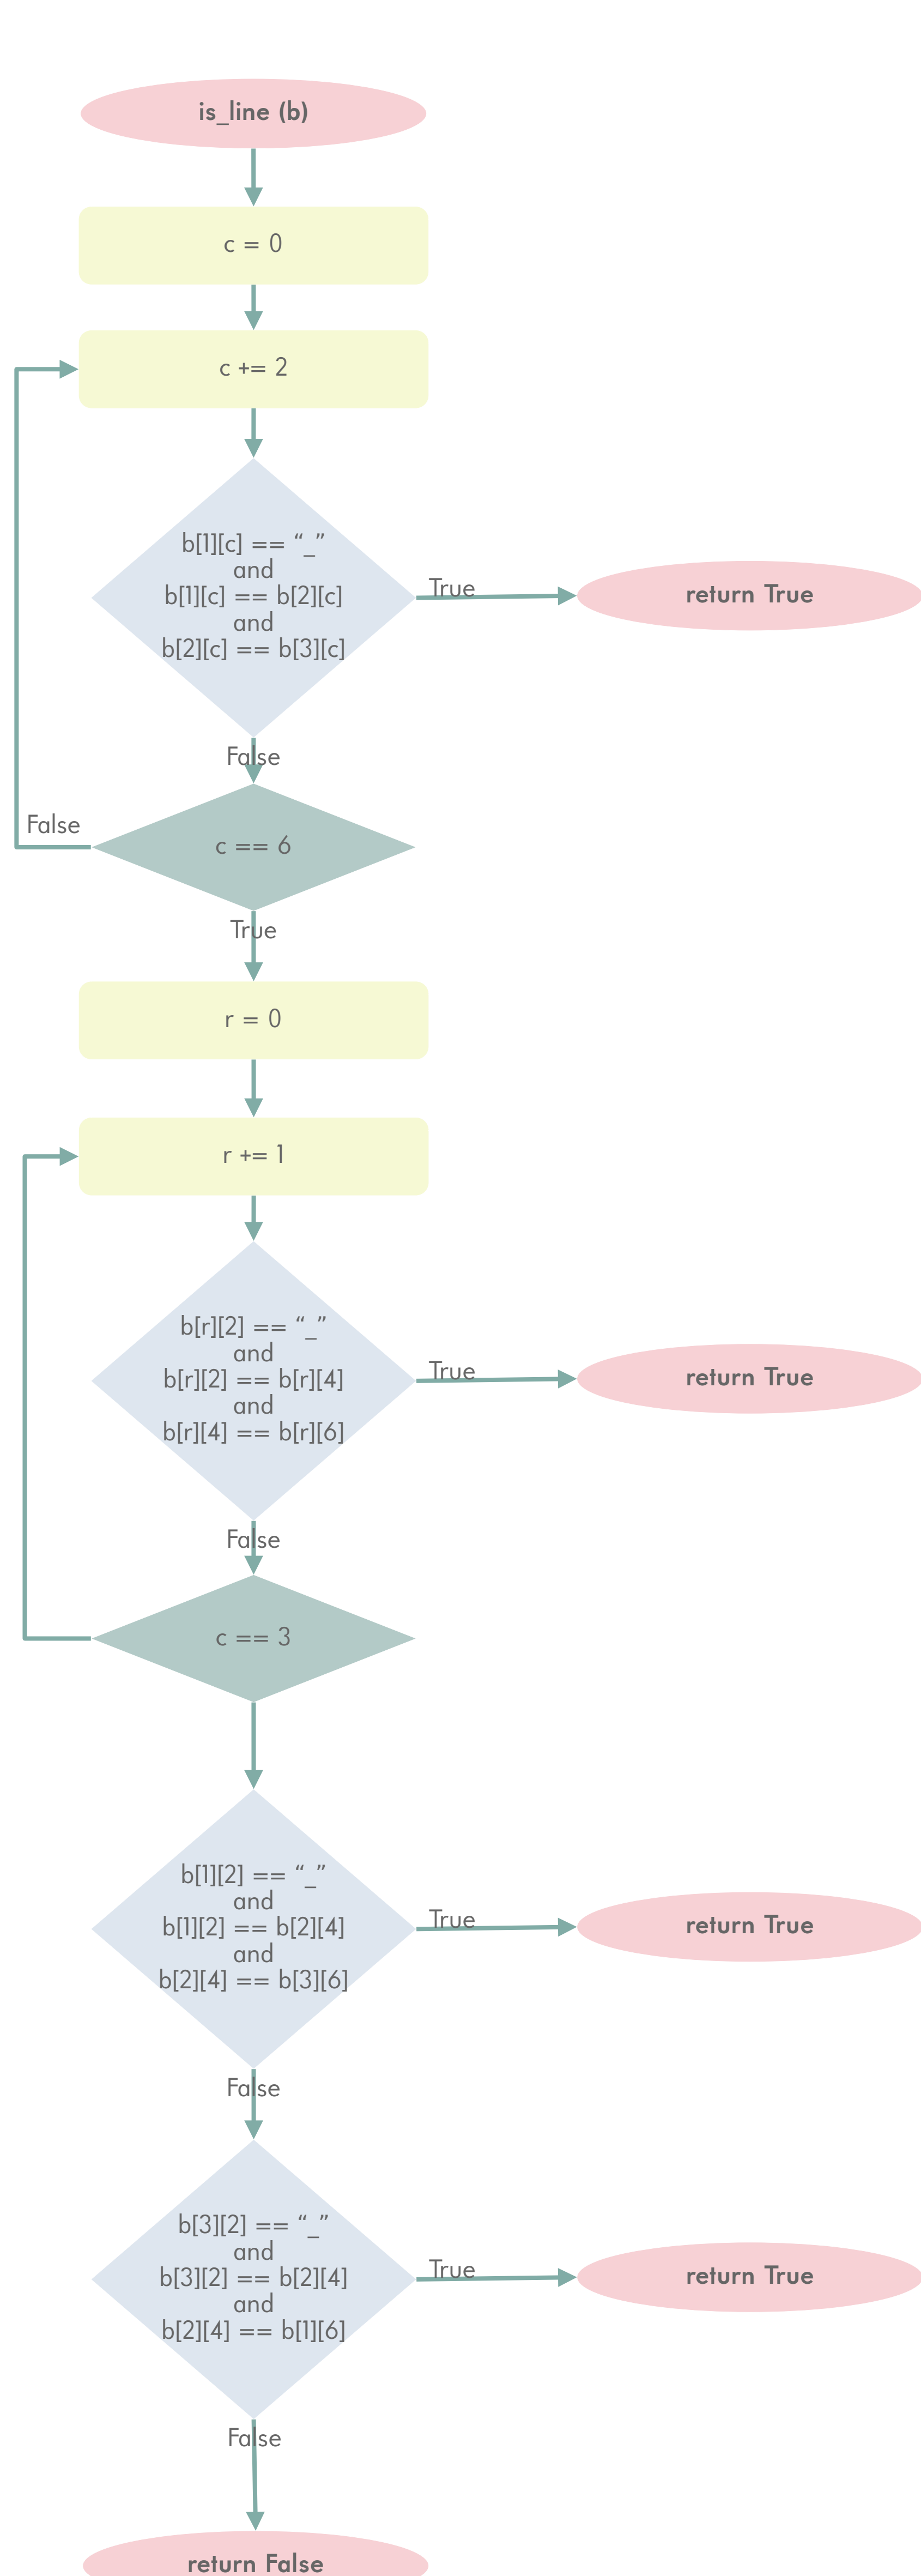 is_line (b)
c = 0
c += 2
b[1][c] == “_”
and
b[1][c] == b[2][c]
and
b[2][c] == b[3][c]
True
return True
False
False
c == 6
True
r = 0
r += 1
b[r][2] == “_”
and
b[r][2] == b[r][4]
and
b[r][4] == b[r][6]
True
return True
False
c == 3
b[1][2] == “_”
and
b[1][2] == b[2][4]
and
b[2][4] == b[3][6]
True
return True
False
b[3][2] == “_”
and
b[3][2] == b[2][4]
and
b[2][4] == b[1][6]
True
return True
False
return False